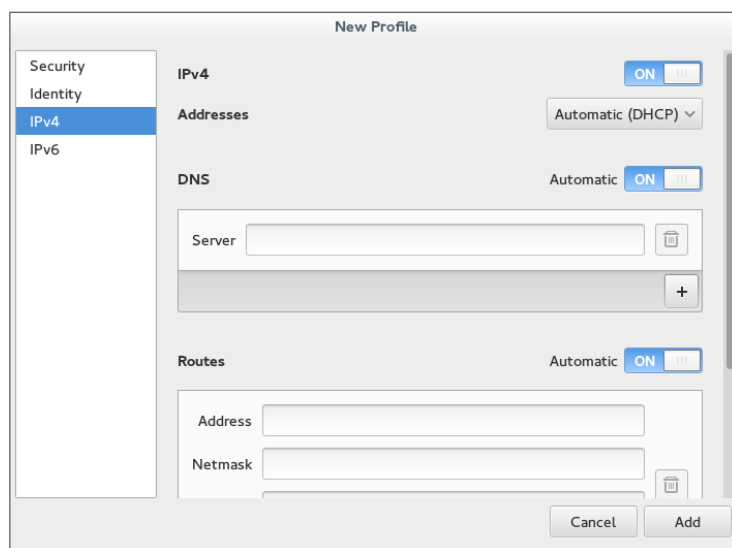 New Profile
Security
Identity
IPv4
IPv6
IPv4 ON
Addresses Automatic (DHCP)
DNS Automatic ON
Server
+
Routes Automatic ON
Address
Netmask
Cancel Add